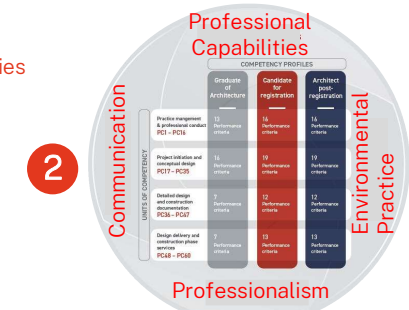 Professional
Capabilities
ies
COMPETENCY PROFILES
Graduate
of
Architecture
Candidate
for
registration
Architect
post-
registration
Communication
UNITS OF COMPETENCY
Practice mangement
& professional conduct
PC1 – PC16
13
Performance
criteria
16
Performance
criteria
16
Performance
criteria
2
Project initiation and
conceptual design
PC17 – PC35
16
Performance
criteria
19
Performance
criteria
19
Performance
criteria
Detailed design
and construction
documentation
PC36 – PC47
7
Performance
criteria
12
Performance
criteria
12
Performance
criteria
Design delivery and
construction phase
services
PC48 – PC60
7
Performance
criteria
13
Performance
criteria
13
Performance
criteria
Environmental
Practice
Professionalism